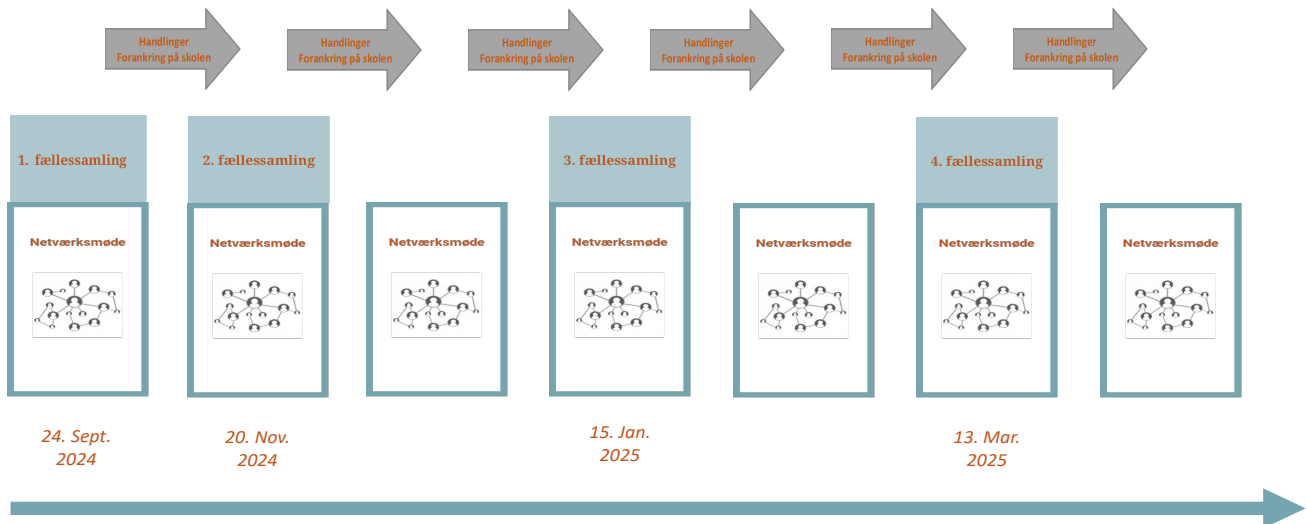 Handlinger
Forankring på skolen
Handlinger
Forankring på skolen
Handlinger
Forankring på skolen
Handlinger
Forankring på skolen
Handlinger
Forankring på skolen
Handlinger
Forankring på skolen
1. fællessamling
2. fællessamling
3. fællessamling
4. fællessamling
Netværksmøde
Netværksmøde
Netværksmøde
Netværksmøde
Netværksmøde
Netværksmøde
Netværksmøde
24. Sept.
2024
20. Nov.
2024
15. Jan.
2025
13. Mar.
2025